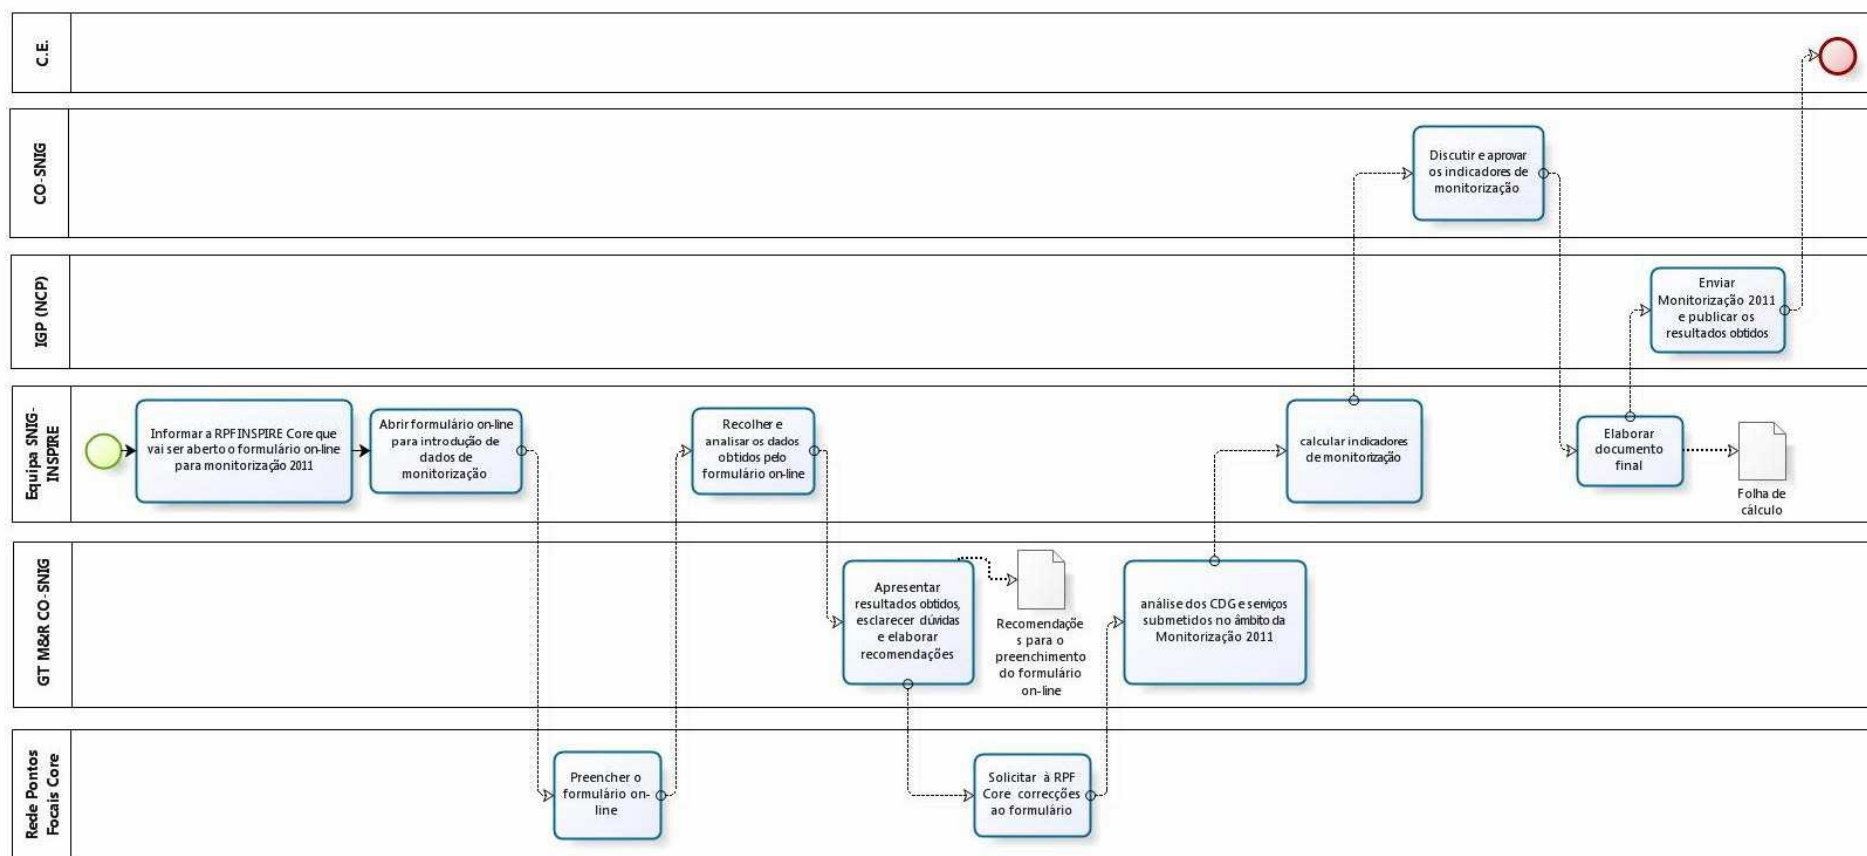 C.E.
CO-SNIG
Discutir e aprovar
os indicadores de
monitorização
IGP (NCP)
Enviar
Monitorização 2011
e publicar os
resultados obtidos
Equipa SNIG-
INSPIRE
Informar a RPFINSPIRE Core que
vai ser aberto o formulário on-line
para monitorização 2011
Abrir formulário on-line
para introdução de
dados de
monitorização
Recolher e
analisar os dados
obtidos pelo
formulário on-line
calcular indicadores
de monitorização
Elaborar
documento
final
Folha de
cálculo
GT M&R CO-SNIG
Apresentar
resultados obtidos,
esclarecer dúvidas
e elaborar
recomendações
Recomendaçõe
s para o
preenchimento
do formulário
on-line
análise dos CDG e serviços
submetidos no âmbito da
Monitorização 2011
Rede Pontos
Focais Core
Preencher o
formulário on-
line
Solicitar à RPF
Core correcções
ao formulário